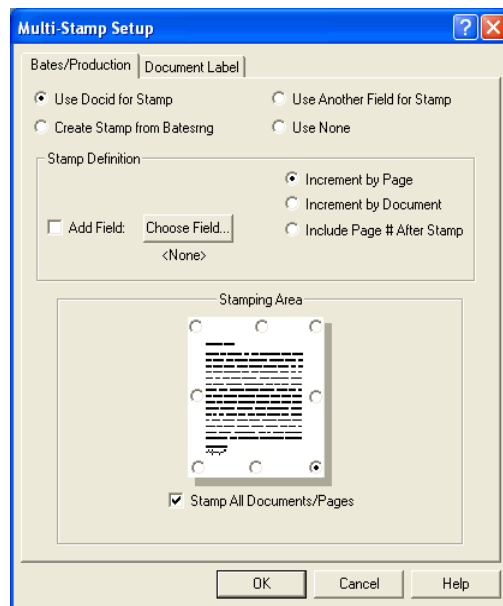 Multi-Stamp Setup
Bates/Production Document Label
Use Docid for Stamp Use Another Field for Stamp
Create Stamp from Batesrng Use None
Stamp Definition
Increment by Page
Increment by Document
Add Field: Choose Field... Include Page # After Stamp
<None>
Stamping Area
Stamp All Documents/Pages
OK Cancel Help